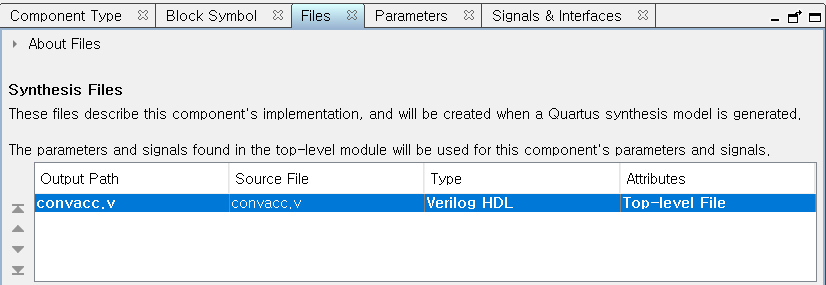 Component Type Block Symbol Files Parameters Signals & Interfaces
About Files
Synthesis Files
These files describe this component's implementation, and will be created when a Quartus synthesis model is generated.
The parameters and signals found in the top-level module will be used for this component's parameters and signals.
Output Path Source File Type Attributes
convacc.v convacc.v Verilog HDL Top-level File